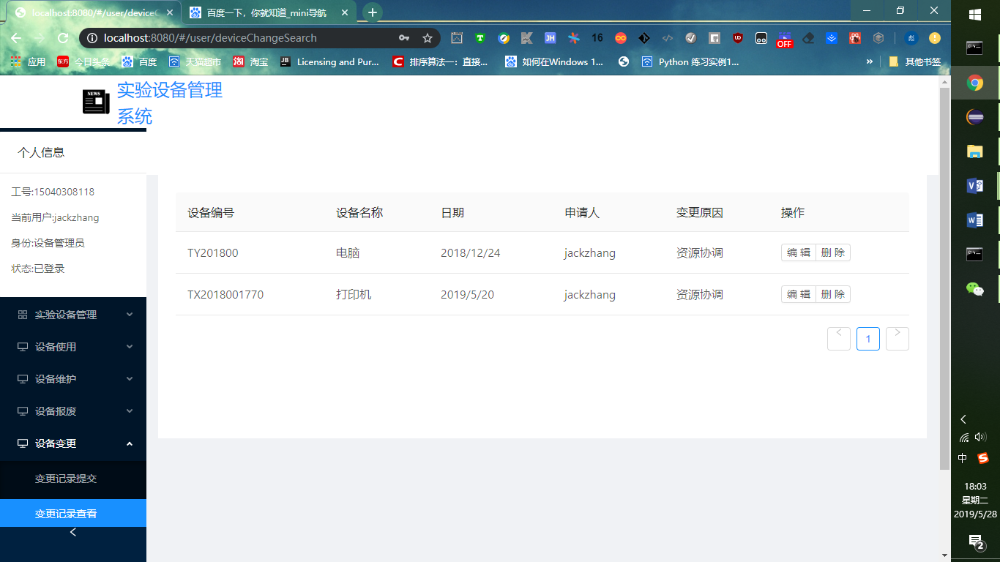 localhost:8080/#/user/deviceC
百度一下，你就知道_mini导航
localhost:8080/#/user/deviceChangeSearch
16
OFF
应用
今日头条
百度
天猫超市
淘宝
Licensing and Pur...
排序算法一：直接...
如何在Windows 1...
Python 练习实例1...
其他书签
NEWS
实验设备管理
系统
个人信息
工号:15040308118
当前用户:jackzhang
身份:设备管理员
状态:已登录
实验设备管理
设备使用
设备维护
设备报废
设备变更
变更记录提交
变更记录查看
设备编号 设备名称 日期 申请人 变更原因 操作
TY201800 电脑 2018/12/24 jackzhang 资源协调 编 辑 删 除
TX2018001770 打印机 2019/5/20 jackzhang 资源协调 编 辑 删 除
1
中
18:03
星期二
2019/5/28
2